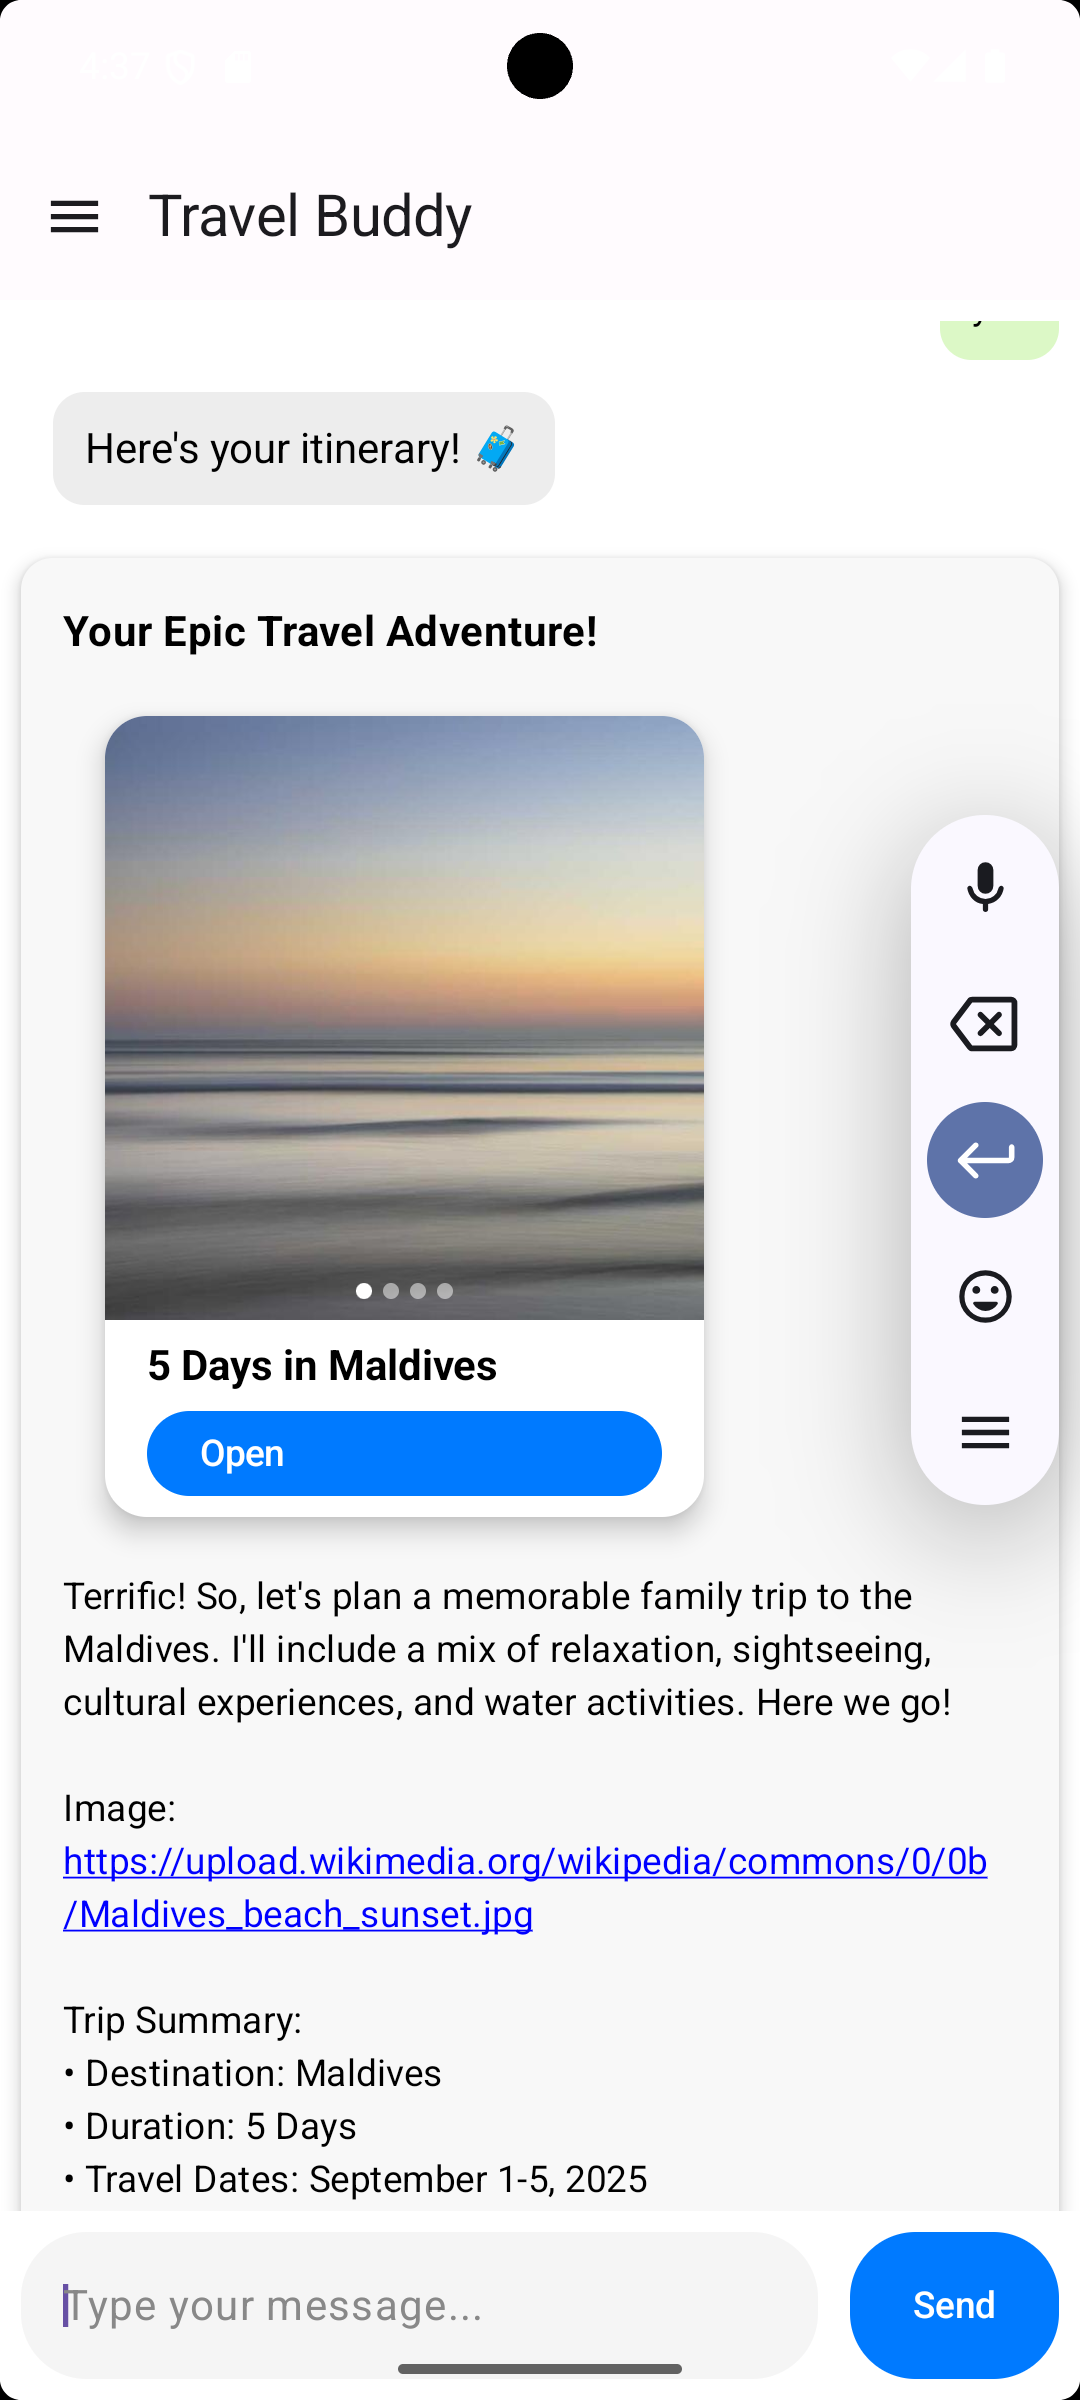 Travel Buddy
Here's your itinerary! 🧳
Your Epic Travel Adventure!
5 Days in Maldives
Open
Terrific! So, let's plan a memorable family trip to the
Maldives. I'll include a mix of relaxation, sightseeing,
cultural experiences, and water activities. Here we go!
Image:
https://upload.wikimedia.org/wikipedia/commons/0/0b
/Maldives_beach_sunset.jpg
Trip Summary:
• Destination: Maldives
• Duration: 5 Days
• Travel Dates: September 1-5, 2025
Type your message...
Send